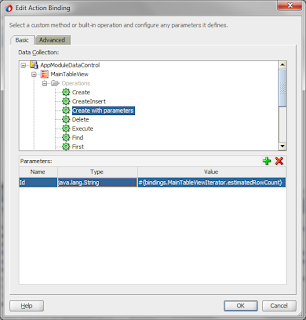 Edit Action Binding
Select a custom method or built-in operation and configure any parameters it defines.
Basic Advanced
Data Collection:
AppModuleDataControl
MainTableView
Operations
Create
CreateInsert
Create with parameters
Delete
Execute
Find
First
Parameters:
Name Type Value
Id java.lang.String #{bindings.MainTableViewIterator.estimatedRowCount}
Help OK Cancel